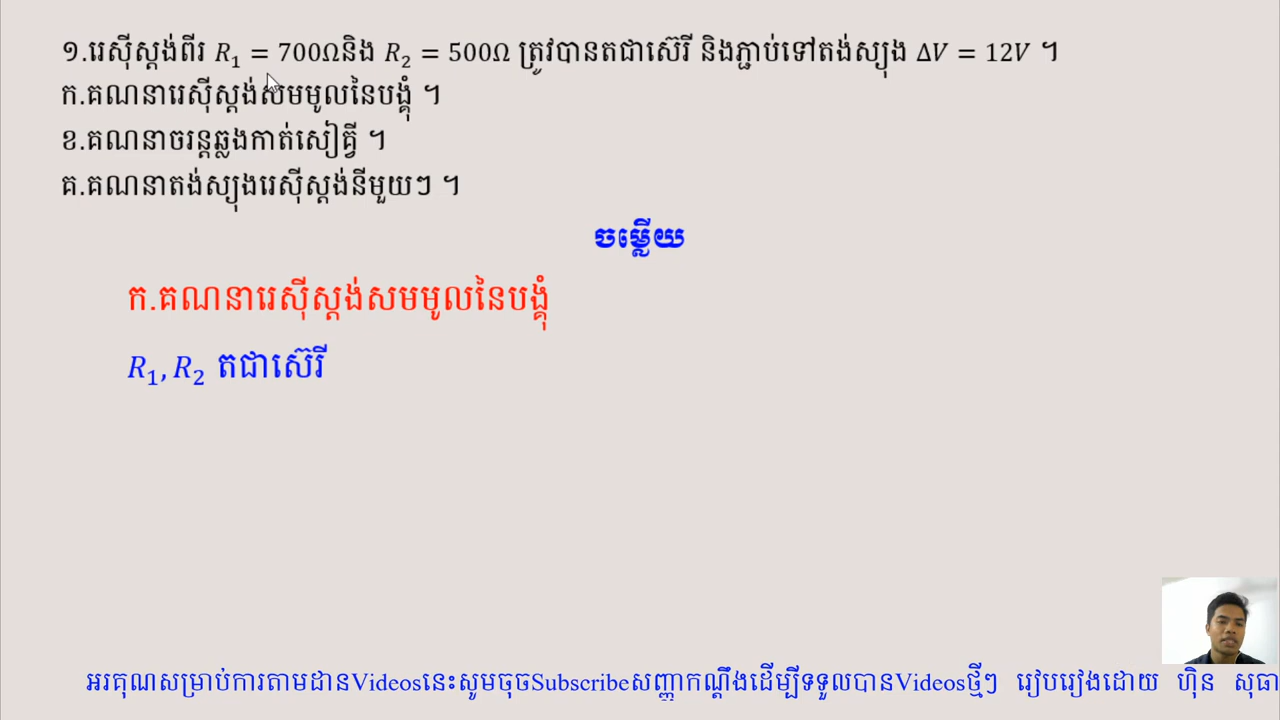 ១.រេស៊ីស្តង់ពីរ R₁ = 700Ωនិង R₂ = 500Ω ត្រូវបានតជាស៊េរី និងភ្ជាប់ទៅតង់ស្យុង ΔV = 12V ។
ក.គណនារេស៊ីស្តង់សមមូលនៃបង្គុំ ។
ខ.គណនាចរន្តឆ្លងកាត់សៀគ្វី ។
គ.គណនាតង់ស្យុងរេស៊ីស្តង់នីមួយៗ ។
ចម្លើយ
ក.គណនារេស៊ីស្តង់សមមូលនៃបង្គុំ
R₁, R₂ តជាស៊េរី
អរគុណសម្រាប់ការតាមដានVideosនេះសូមចុចSubscribeសញ្ញាកណ្ដឹងដើម្បីទទួលបានVideosថ្មីៗ រៀបរៀងដោយ ហ៊ិន សុធា